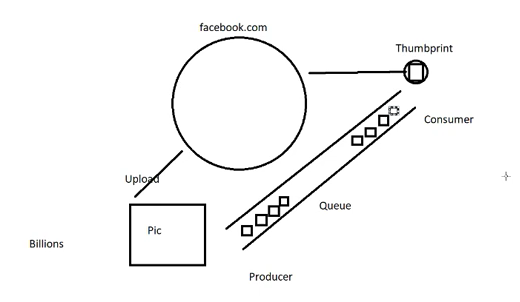 facebook.com
Thumbprint
Consumer
Upload
Queue
Pic
Billions
Producer